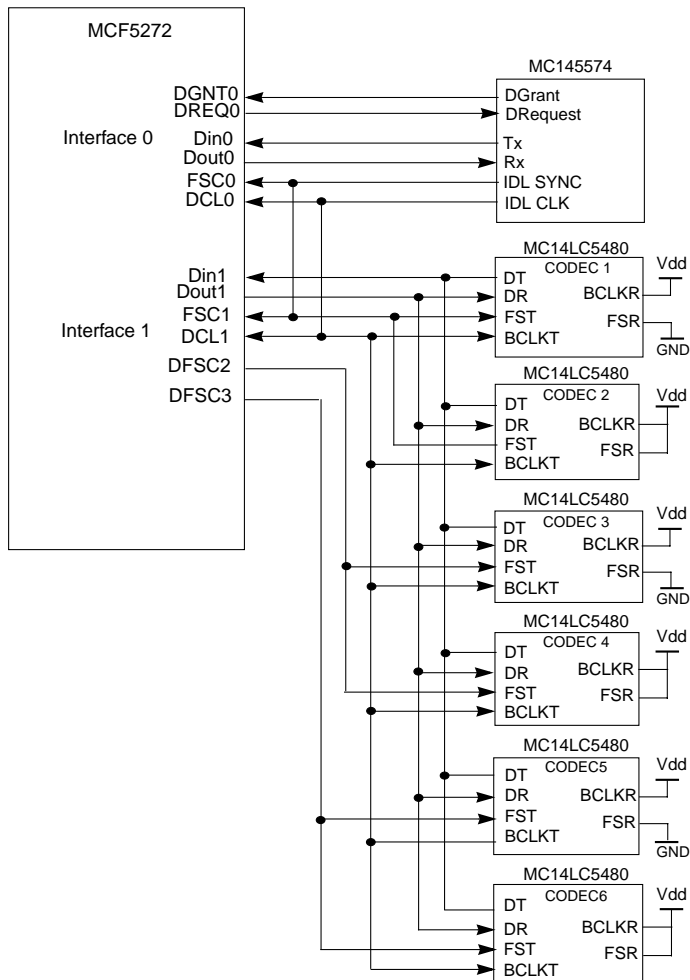 MCF5272
DGNT0
DREQ0
Interface 0
Din0
Dout0
FSC0
DCL0
Din1
Dout1
FSC1
Interface 1
DCL1
DFSC2
DFSC3
MC145574
DGrant
DRequest
Tx
Rx
IDL SYNC
IDL CLK
MC14LC5480
CODEC 1
DT
DR
FST
BCLKT
BCLKR
FSR
Vdd
GND
MC14LC5480
CODEC 2
DT
DR
FST
BCLKT
BCLKR
FSR
Vdd
MC14LC5480
CODEC 3
DT
DR
FST
BCLKT
BCLKR
FSR
Vdd
GND
MC14LC5480
CODEC 4
DT
DR
FST
BCLKT
BCLKR
FSR
Vdd
MC14LC5480
CODEC5
DT
DR
FST
BCLKT
BCLKR
FSR
Vdd
GND
MC14LC5480
CODEC6
DT
DR
FST
BCLKT
BCLKR
FSR
Vdd